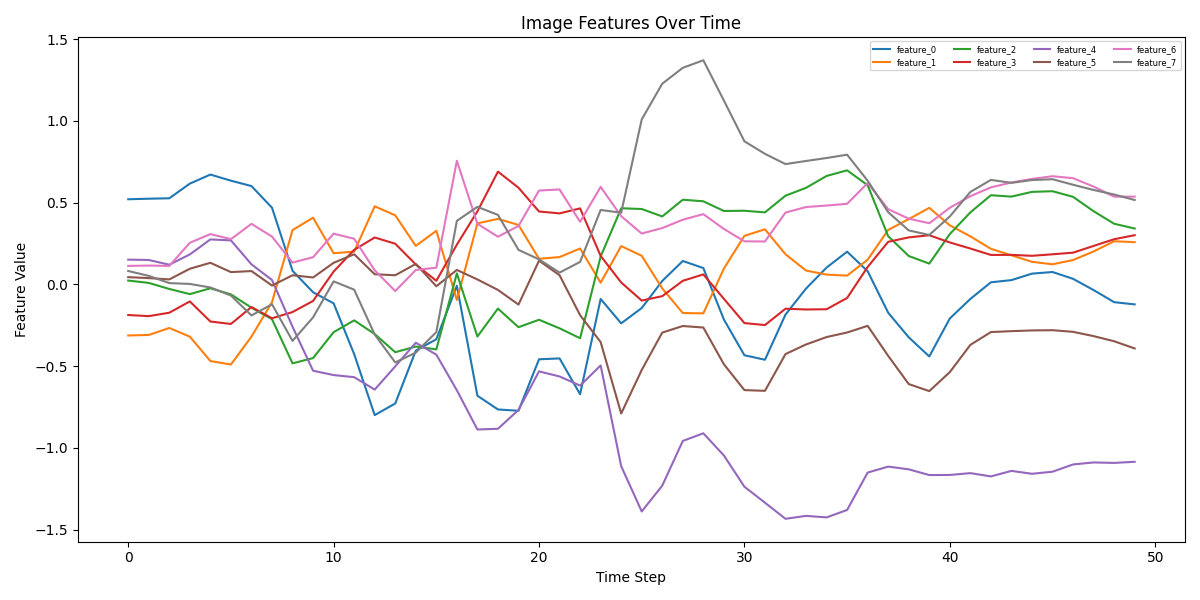 Image Features Over Time
feature_0 feature_2 feature_4 feature_6
feature_1 feature_3 feature_5 feature_7
Feature Value
1.5
1.0
0.5
0.0
−0.5
−1.0
−1.5
0 10 20 30 40 50
Time Step